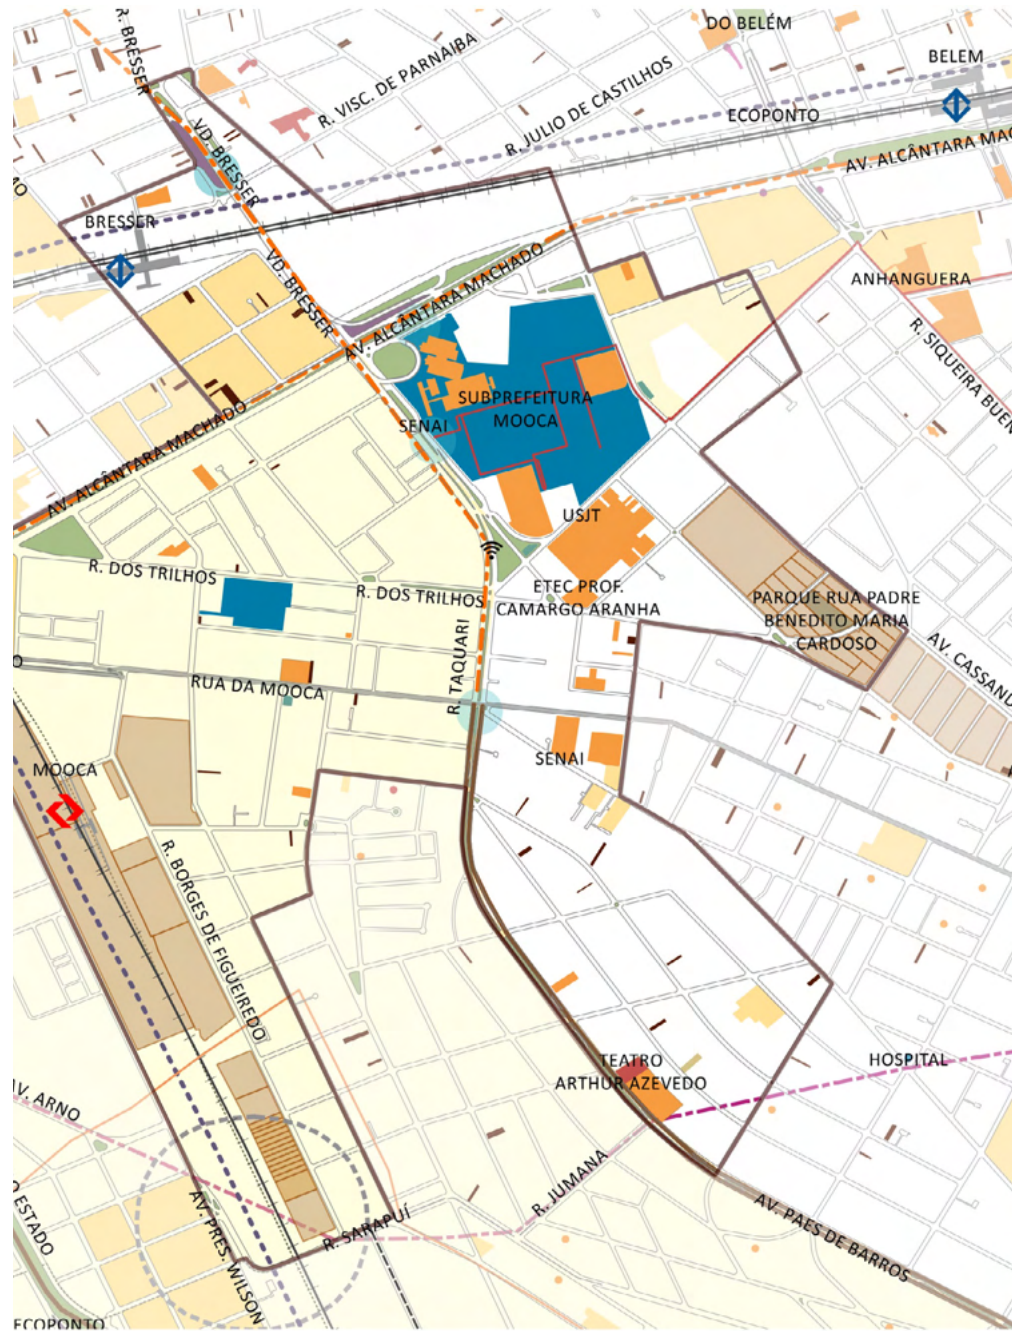 DO BELÉM
BELEM
R. BRESSER
R. VISC. DE PARNAIBA
R. JULIO DE CASTILHOS
ECOPONTO
AV. ALCÂNTARA MAC
VD. BRESSER
BRESSER
VD. BRESSER
ANHANGUERA
AV. ALCÂNTARA MACHADO
R. SIQUEIRA BUEN
SUBPREFEITURA
MOOCA
SENAI
AV. ALCÂNTARA MACHADO
USJT
R. DOS TRILHOS
R. DOS TRILHOS
ETEC PROF.
CAMARGO ARANHA
PARQUE RUA PADRE
BENEDITO MARIA
CARDOSO
AV. CASSAND
R. TAQUARI
RUA DA MOOCA
SENAI
MOOCA
R. BORGES DE FIGUEIREDO
TEATRO
ARTHUR AZEVEDO
HOSPITAL
AV. ARNO
R. JUMANA
R. SARAPUÍ
AV. PRES. WILSON
AV. PAES DE BARROS
O ESTADO
ECOPONTO